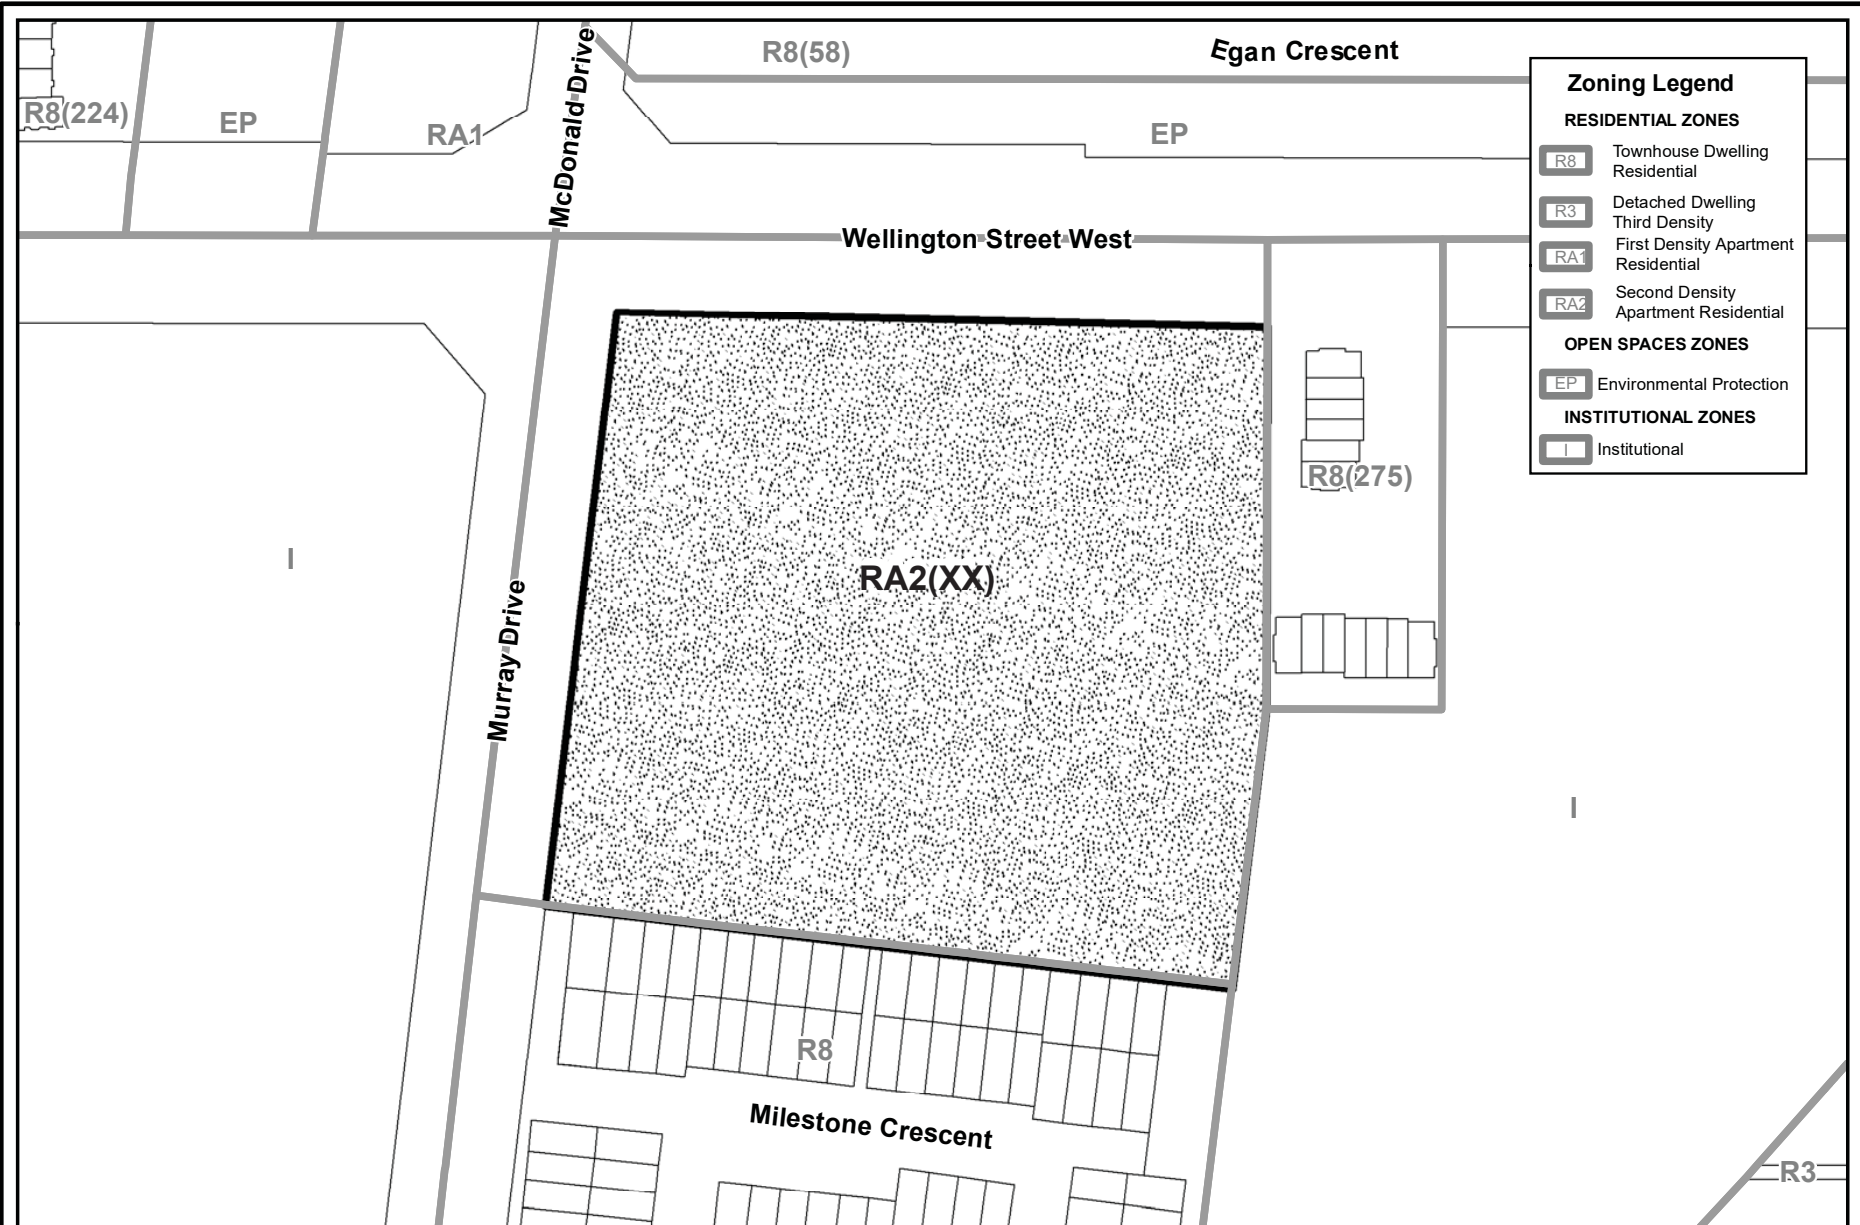 R8(58)
Egan Crescent
R8(224)
EP
RA1
McDonald Drive
EP
Wellington Street West
Zoning Legend
RESIDENTIAL ZONES
R8 Townhouse Dwelling
Residential
R3 Detached Dwelling
Third Density
RA1 First Density Apartment
Residential
RA2 Second Density
Apartment Residential
OPEN SPACES ZONES
EP Environmental Protection
INSTITUTIONAL ZONES
I Institutional
R8(275)
I
RA2(XX)
Murray Drive
I
R8
Milestone Crescent
R3